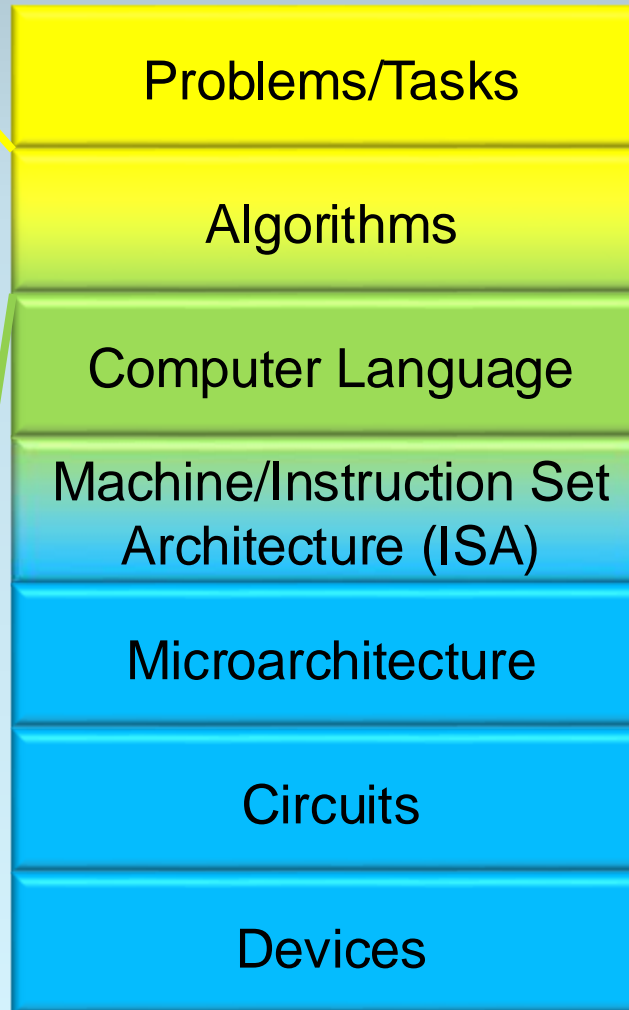 Problems/Tasks
Algorithms
Computer Language
Machine/Instruction Set
Architecture (ISA)
Microarchitecture
Circuits
Devices